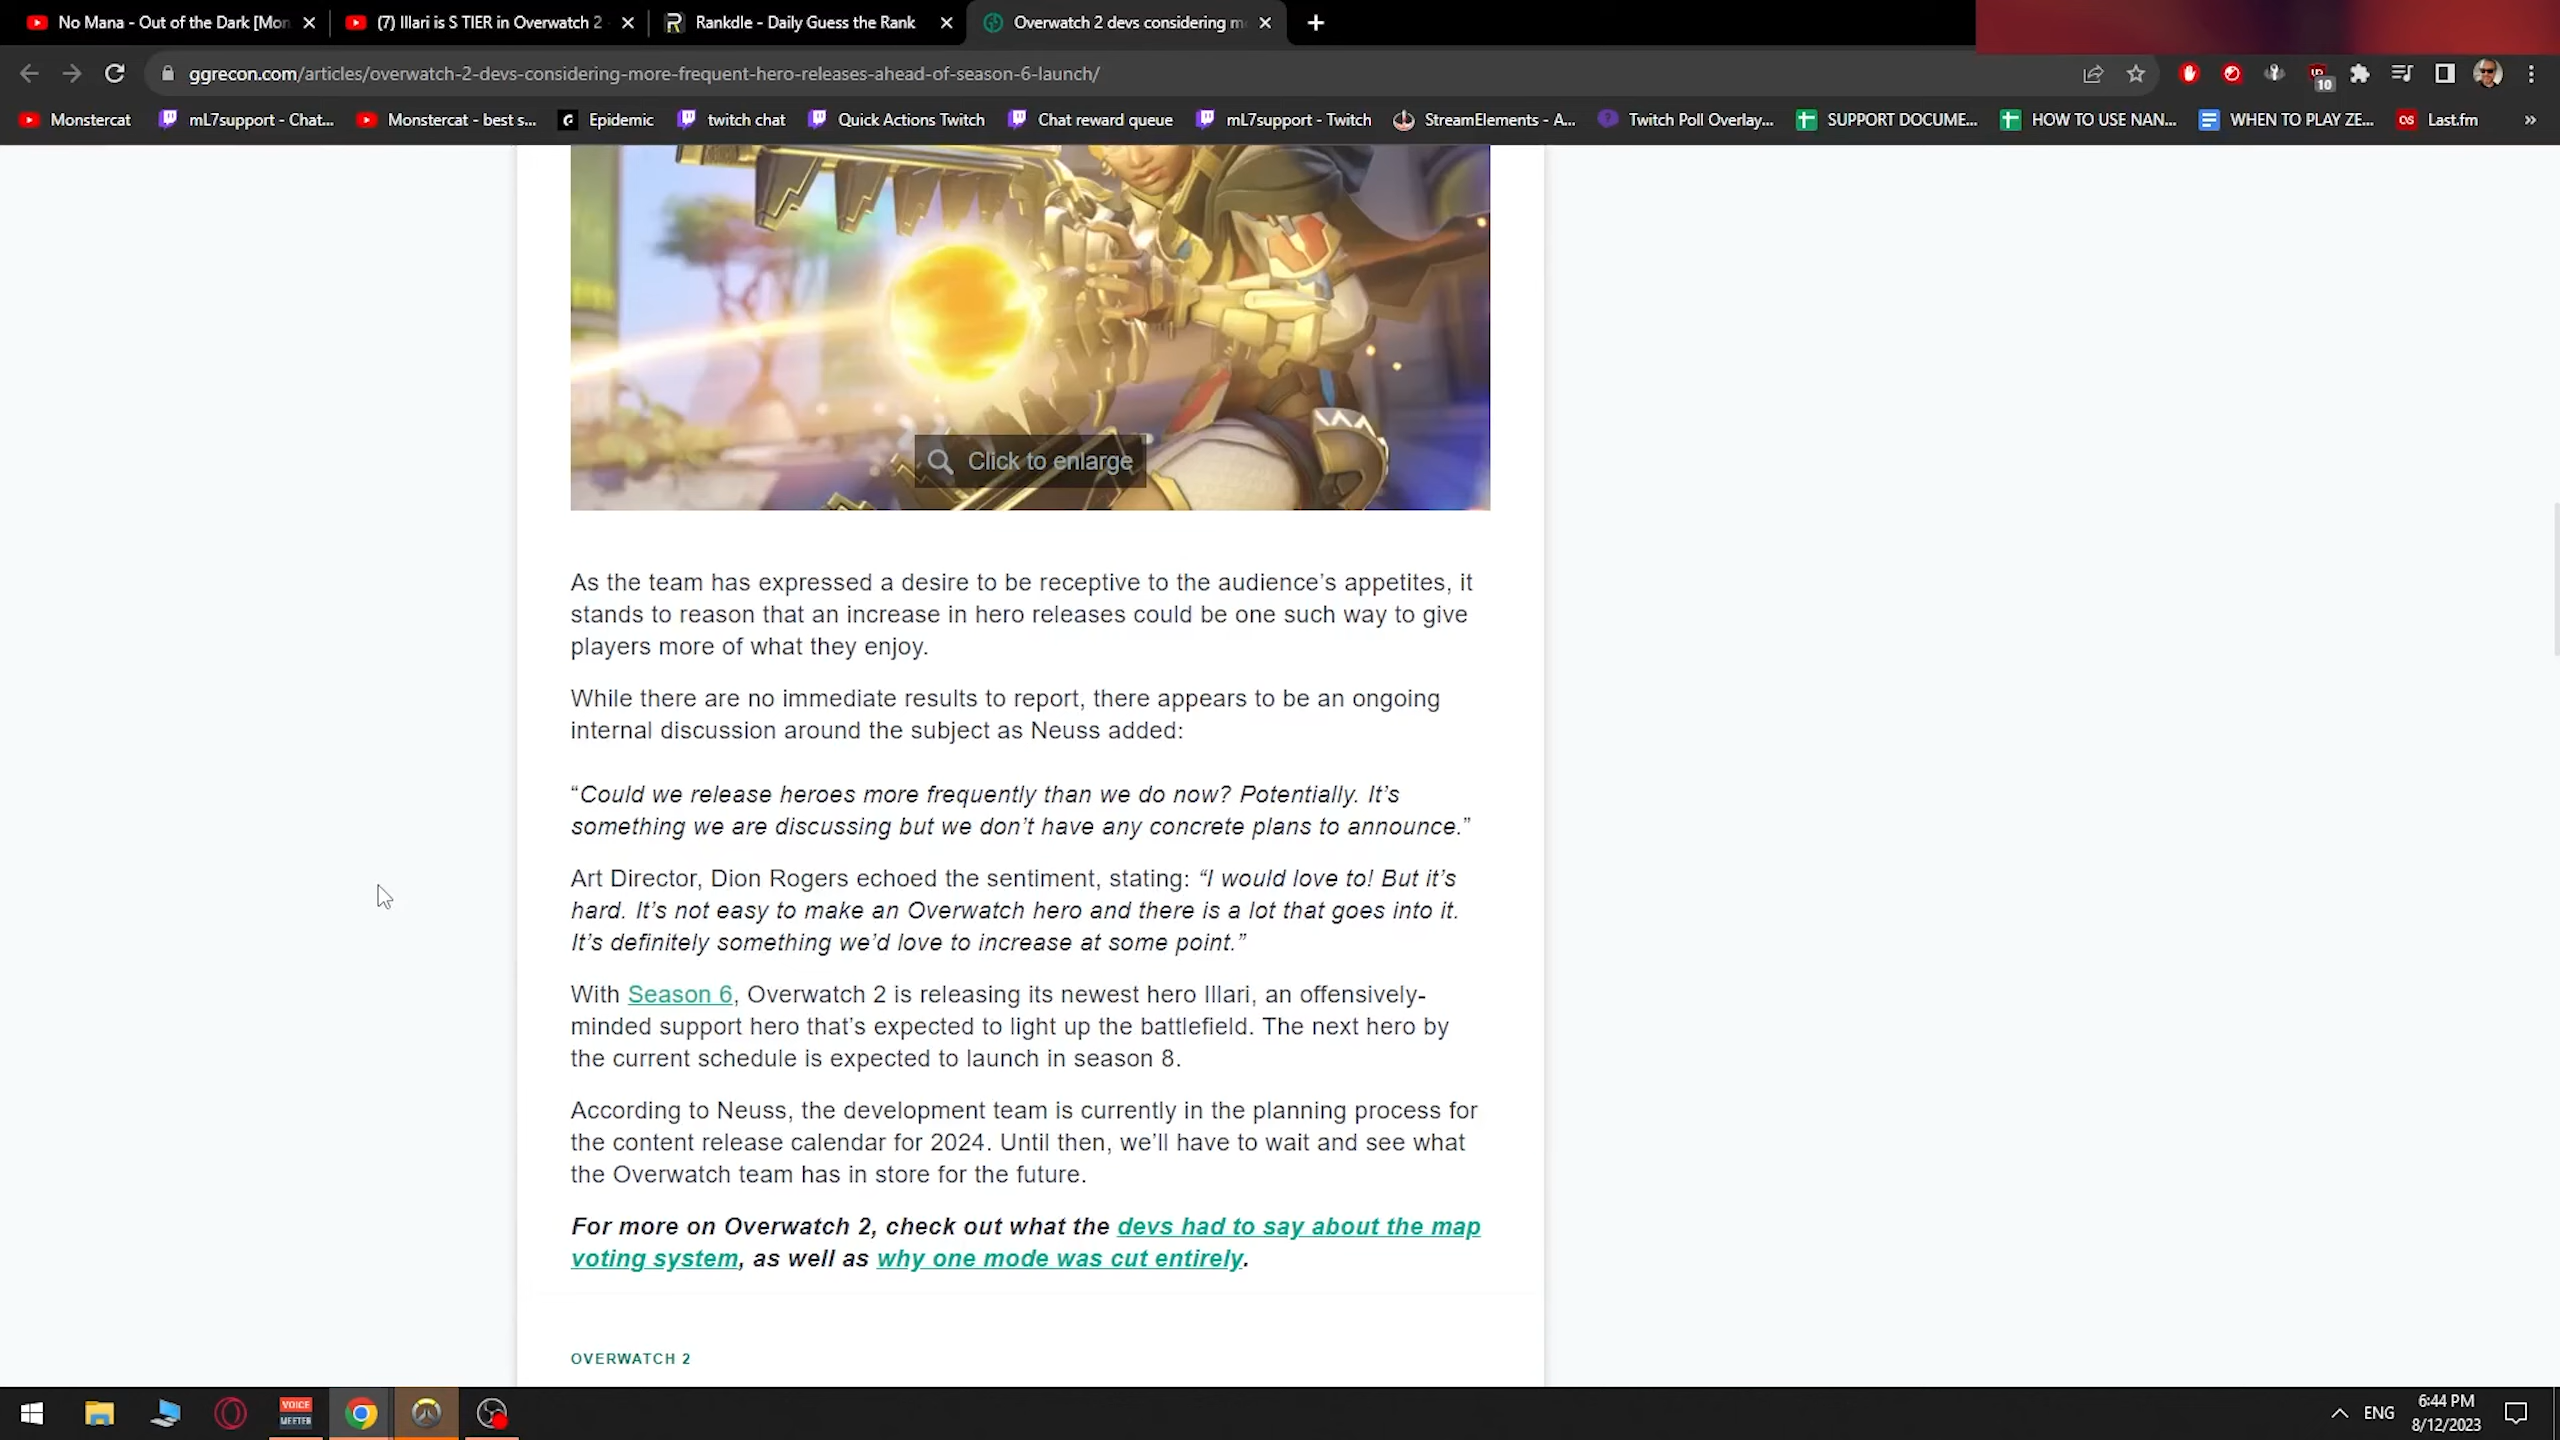 No Mana - Out of the Dark [Mon
(7) Illari is S TIER in Overwatch 2
Rankdle - Daily Guess the Rank
Overwatch 2 devs considering m
ggrecon.com/articles/overwatch-2-devs-considering-more-frequent-hero-releases-ahead-of-season-6-launch/
10
Monstercat
mL7support - Chat...
Monstercat - best s...
Epidemic
twitch chat
Quick Actions Twitch
Chat reward queue
mL7support - Twitch
StreamElements - A...
Twitch Poll Overlay...
SUPPORT DOCUME...
HOW TO USE NAN...
WHEN TO PLAY ZE...
Last.fm
Click to enlarge
As the team has expressed a desire to be receptive to the audience’s appetites, it
stands to reason that an increase in hero releases could be one such way to give
players more of what they enjoy.
While there are no immediate results to report, there appears to be an ongoing
internal discussion around the subject as Neuss added:
“Could we release heroes more frequently than we do now? Potentially. It’s
something we are discussing but we don’t have any concrete plans to announce.”
Art Director, Dion Rogers echoed the sentiment, stating: “I would love to! But it’s
hard. It’s not easy to make an Overwatch hero and there is a lot that goes into it.
It’s definitely something we’d love to increase at some point.”
With Season 6, Overwatch 2 is releasing its newest hero Illari, an offensively-
minded support hero that’s expected to light up the battlefield. The next hero by
the current schedule is expected to launch in season 8.
According to Neuss, the development team is currently in the planning process for
the content release calendar for 2024. Until then, we’ll have to wait and see what
the Overwatch team has in store for the future.
For more on Overwatch 2, check out what the devs had to say about the map
voting system, as well as why one mode was cut entirely.
OVERWATCH 2
VOICE
MEETER
ENG
6:44 PM
8/12/2023